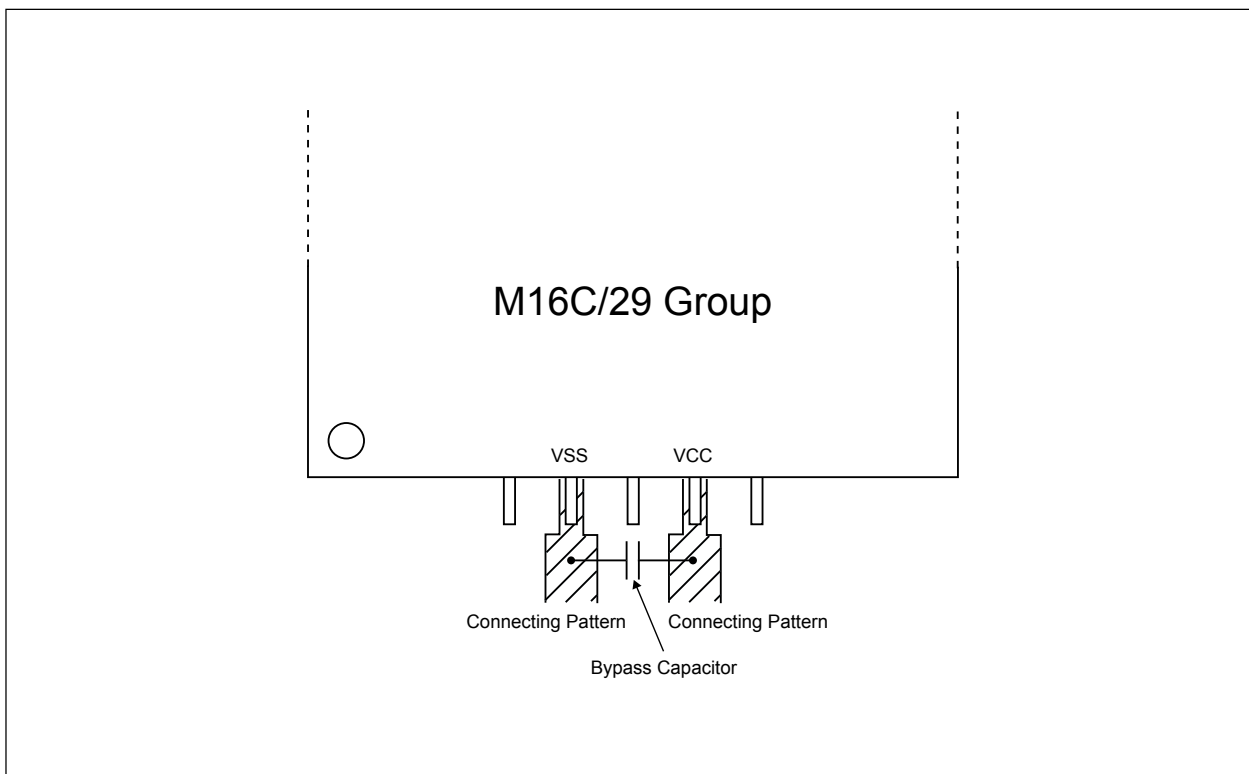 M16C/29 Group
VSS VCC
Connecting Pattern Connecting Pattern
Bypass Capacitor